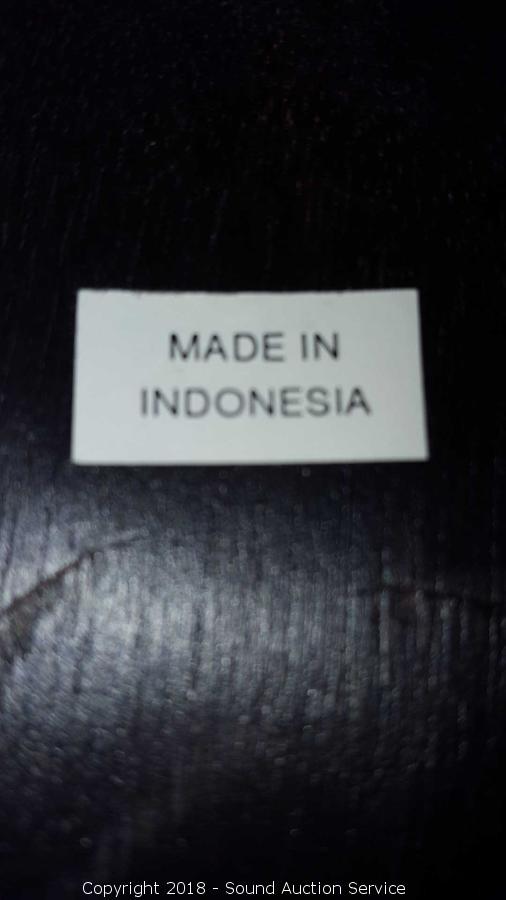 MADE IN
INDONESIA
Copyright 2018 - Sound Auction Service